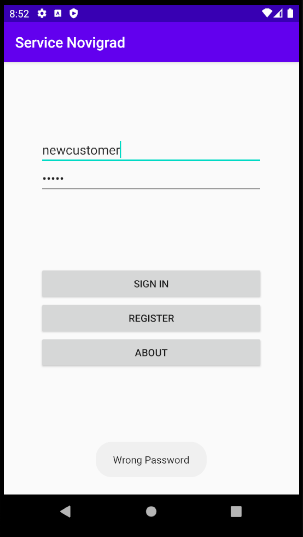 8:52
Service Novigrad
newcustomer
•••••
SIGN IN
REGISTER
ABOUT
Wrong Password